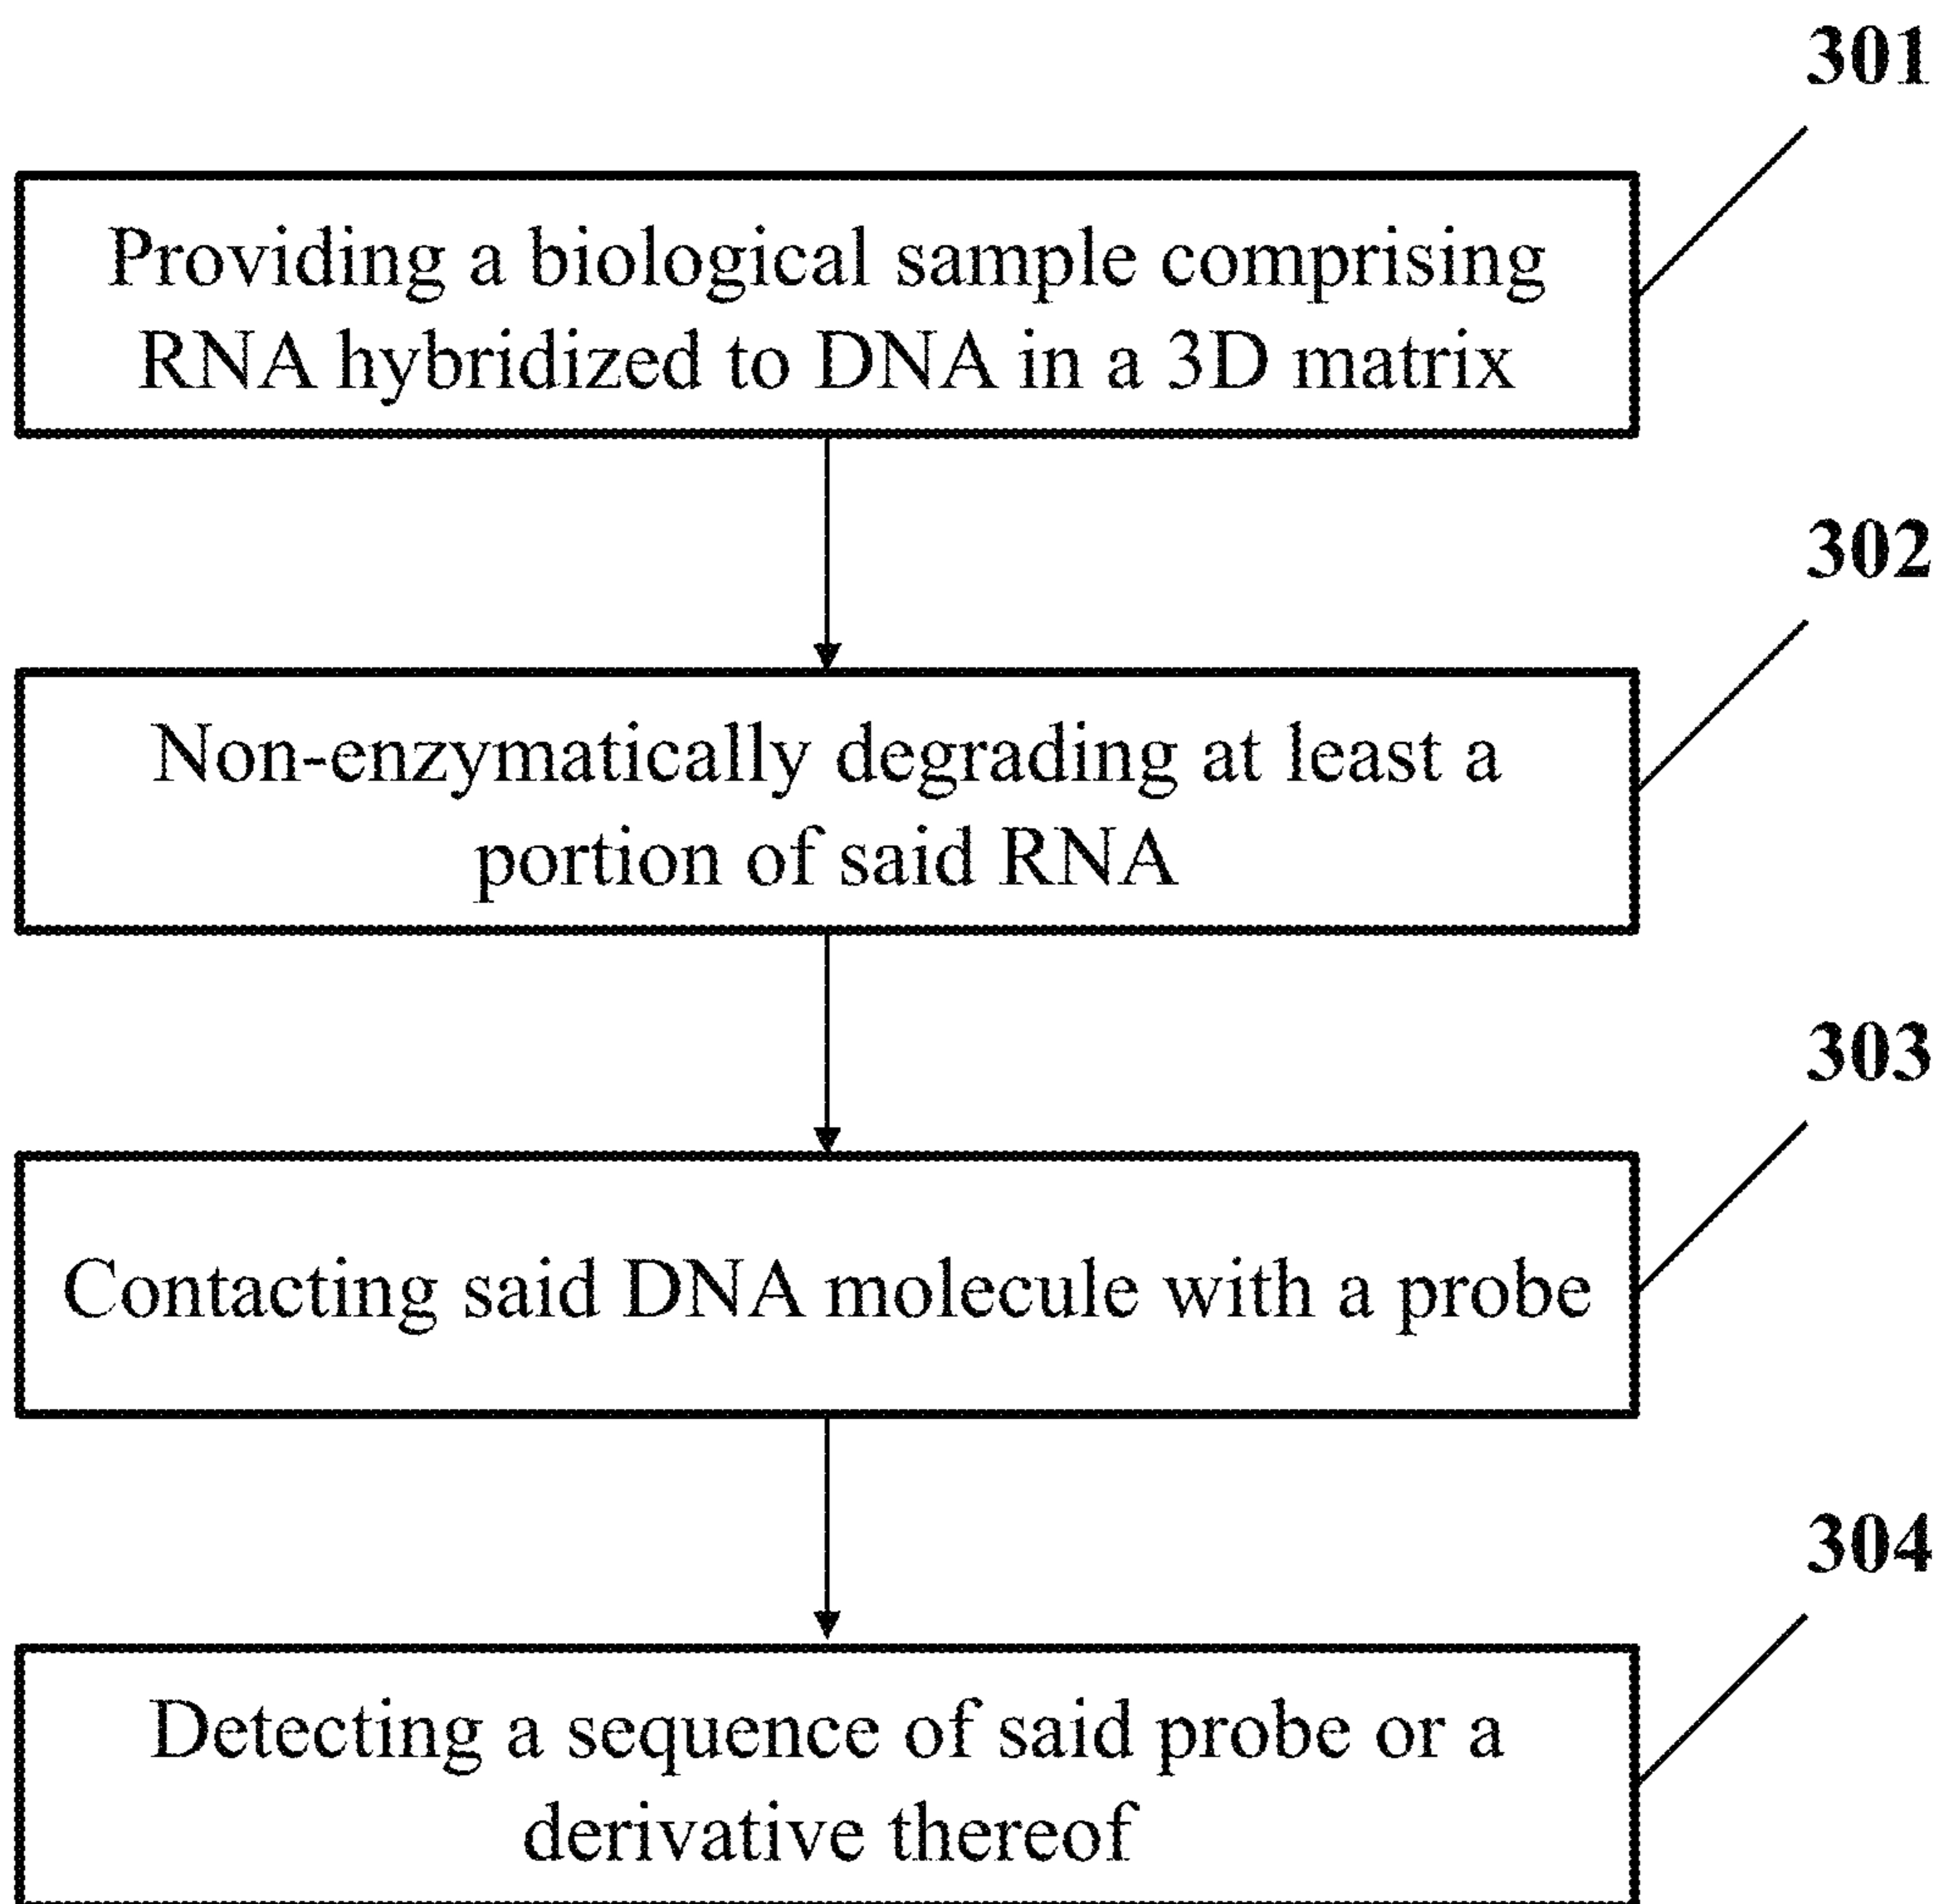 301
Providing a biological sample comprising
RNA hybridized to DNA in a 3D matrix
302
Non-enzymatically degrading at least a
portion of said RNA
303
Contacting said DNA molecule with a probe
304
Detecting a sequence of said probe or a
derivative thereof